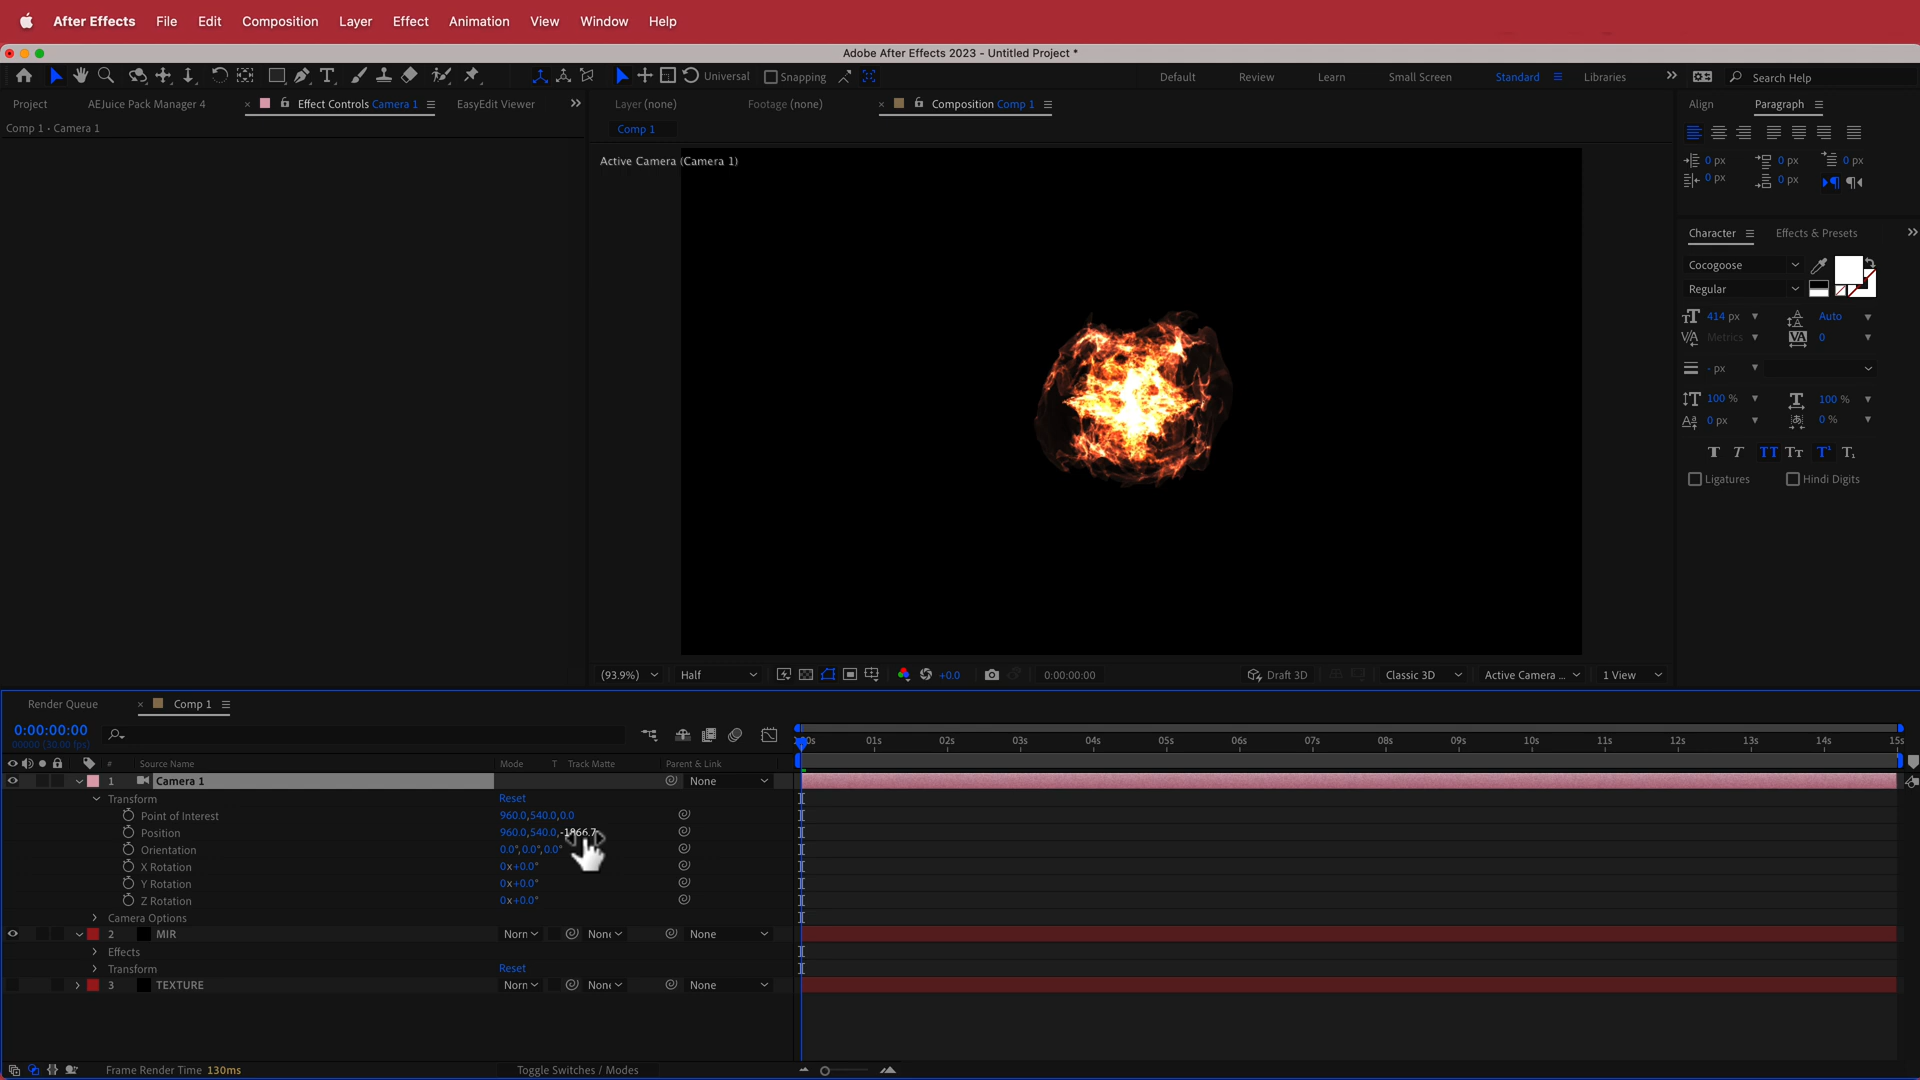 After Effects File Edit Composition Layer Effect Animation View Window Help
Adobe After Effects 2023 - Untitled Project *
Universal Snapping Default Review Learn Small Screen Standard Libraries Search Help
Project AEJuice Pack Manager 4 × Effect Controls Camera 1 EasyEdit Viewer
Layer (none) Footage (none) × Composition Comp 1
Align Paragraph
Comp 1 • Camera 1
Comp 1
Active Camera (Camera 1)
0 px 0 px 0 px
0 px 0 px
Character Effects & Presets
Cocogoose
Regular
414 px Auto
Metrics 0
- px
100 % 100 %
0 px 0 %
Ligatures Hindi Digits
(93.9%) Half +0.0 0:00:00:00 Draft 3D Classic 3D Active Camera ... 1 View
Render Queue × Comp 1
0:00:00:00
00000 (30.00 fps)
01s 02s 03s 04s 05s 06s 07s 08s 09s 10s 11s 12s 13s 14s 15s
# Source Name Mode T Track Matte Parent & Link
1 Camera 1 None
Transform Reset
Point of Interest 960.0,540.0,0.0
Position 960.0,540.0,
Orientation 0.0°,0.0°,0.0°
X Rotation 0x+0.0°
Y Rotation 0x+0.0°
Z Rotation 0x+0.0°
Camera Options
2 MIR Norn None None
Effects
Transform Reset
3 TEXTURE Norn None None
Frame Render Time 130ms Toggle Switches / Modes